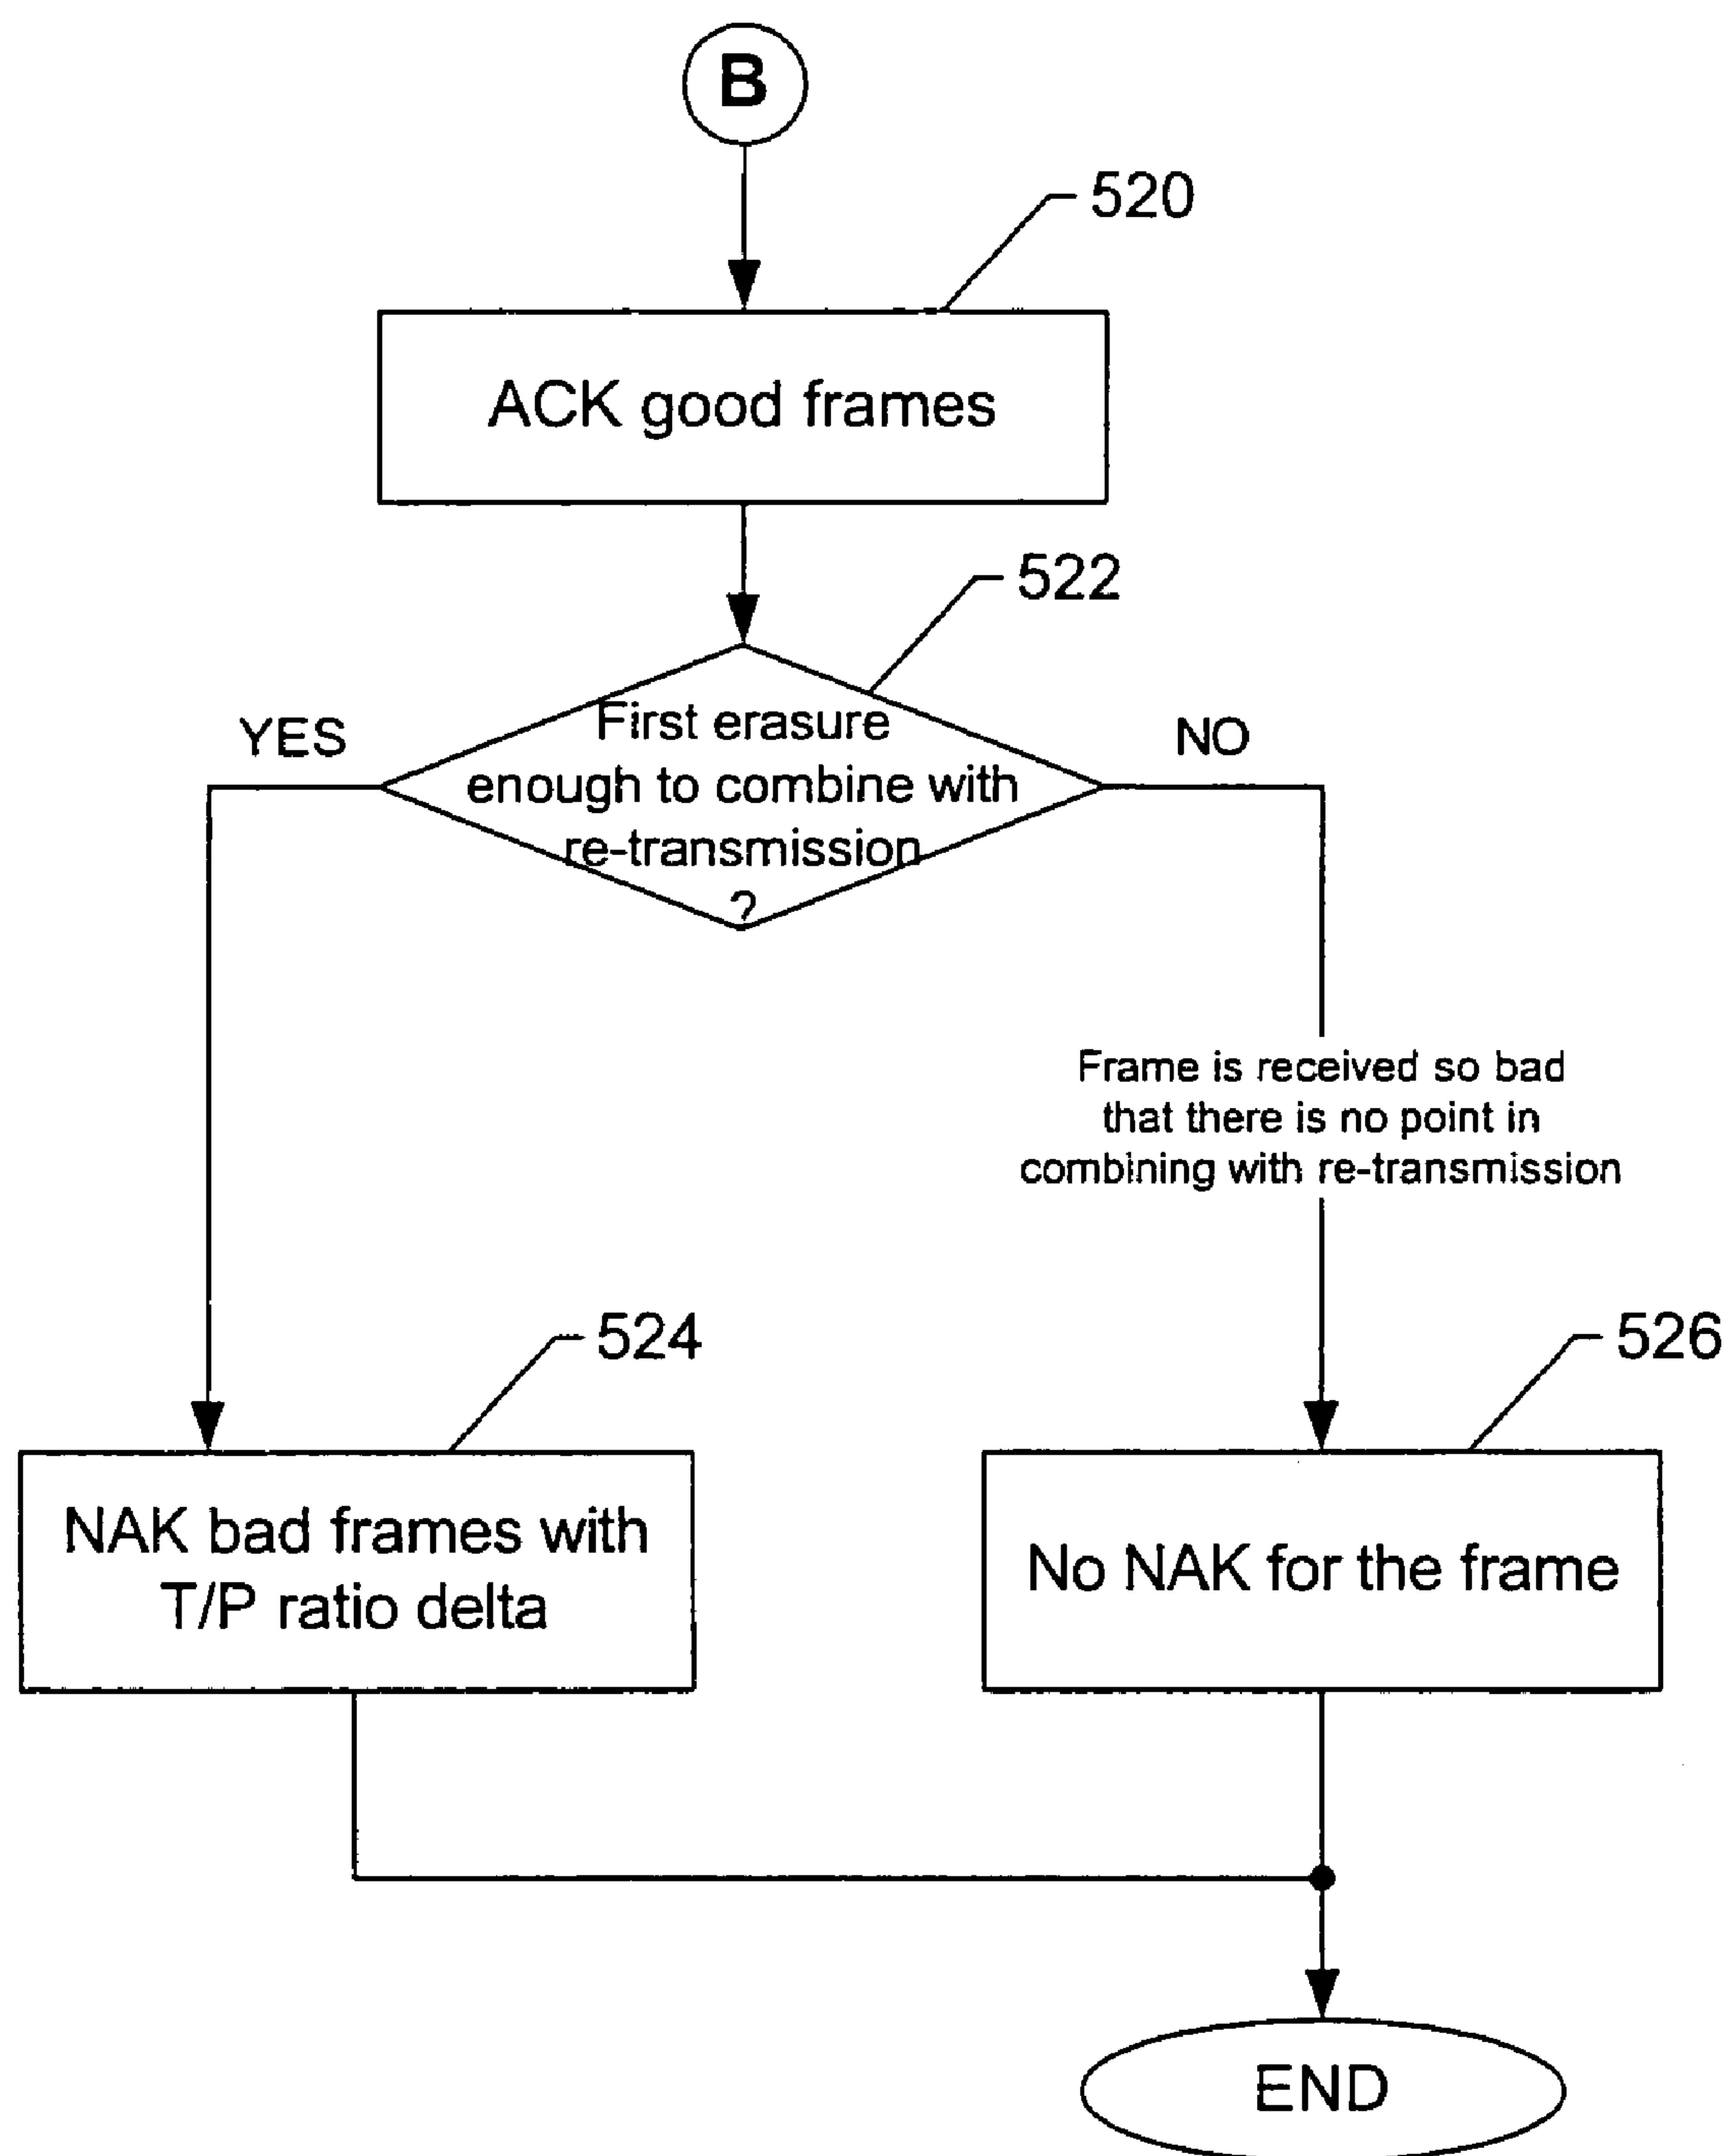 B
520
ACK good frames
522
YES
First erasure
enough to combine with
re-transmission
?
NO
Frame is received so bad
that there is no point in
combining with re-transmission
524
NAK bad frames with
T/P ratio delta
526
No NAK for the frame
END